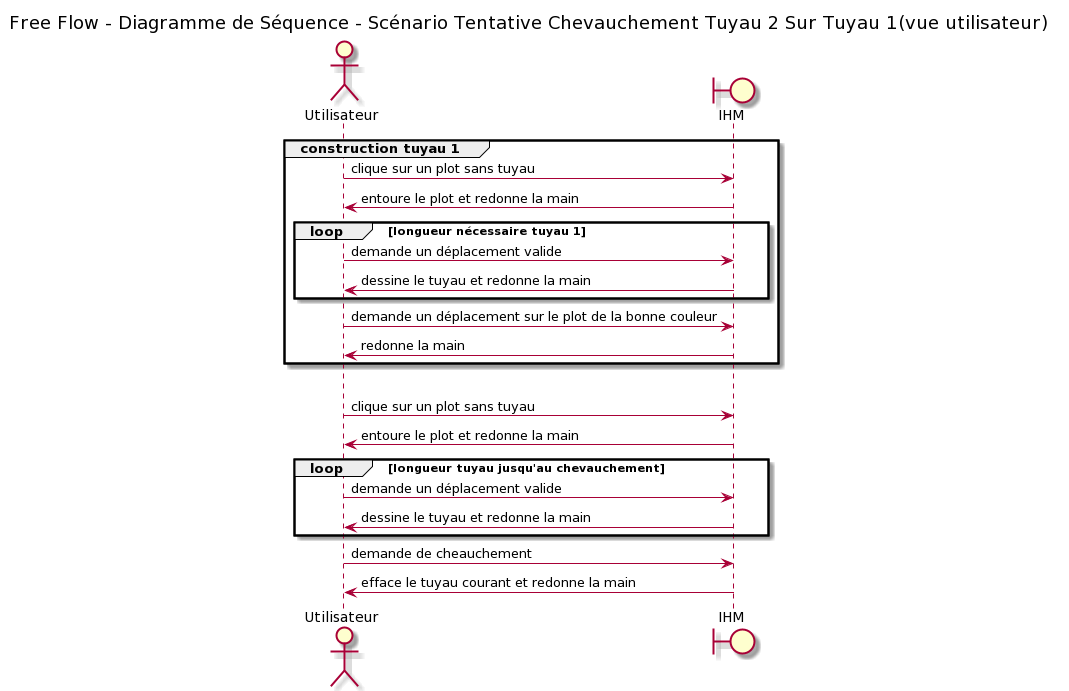 Free Flow - Diagramme de Séquence - Scénario Tentative Chevauchement Tuyau 2 Sur Tuyau 1(vue utilisateur)
Utilisateur
IHM
construction tuyau 1
clique sur un plot sans tuyau
entoure le plot et redonne la main
loop [longueur nécessaire tuyau 1]
demande un déplacement valide
dessine le tuyau et redonne la main
demande un déplacement sur le plot de la bonne couleur
redonne la main
clique sur un plot sans tuyau
entoure le plot et redonne la main
loop [longueur tuyau jusqu'au chevauchement]
demande un déplacement valide
dessine le tuyau et redonne la main
demande de cheauchement
efface le tuyau courant et redonne la main
Utilisateur
IHM